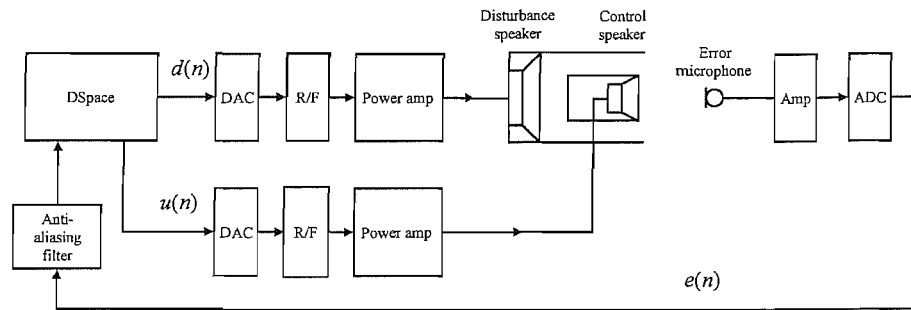 Disturbance
speaker
Control
speaker
Error
microphone
d(n)
DSpace
DAC
R/F
Power amp
Amp
ADC
u(n)
Anti-
aliasing
filter
DAC
R/F
Power amp
e(n)